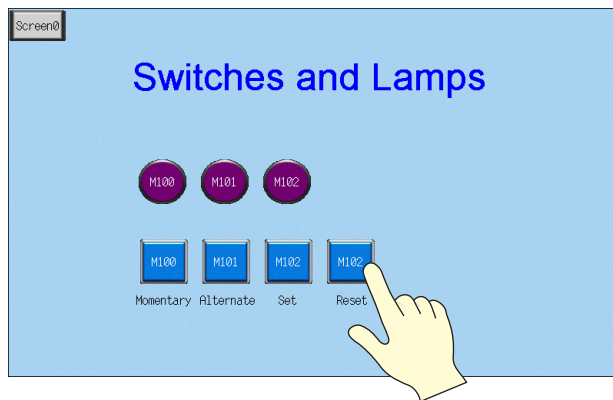 Screen0
Switches and Lamps
M100 M101 M102
M100 M101 M102 M102
Momentary Alternate Set Reset